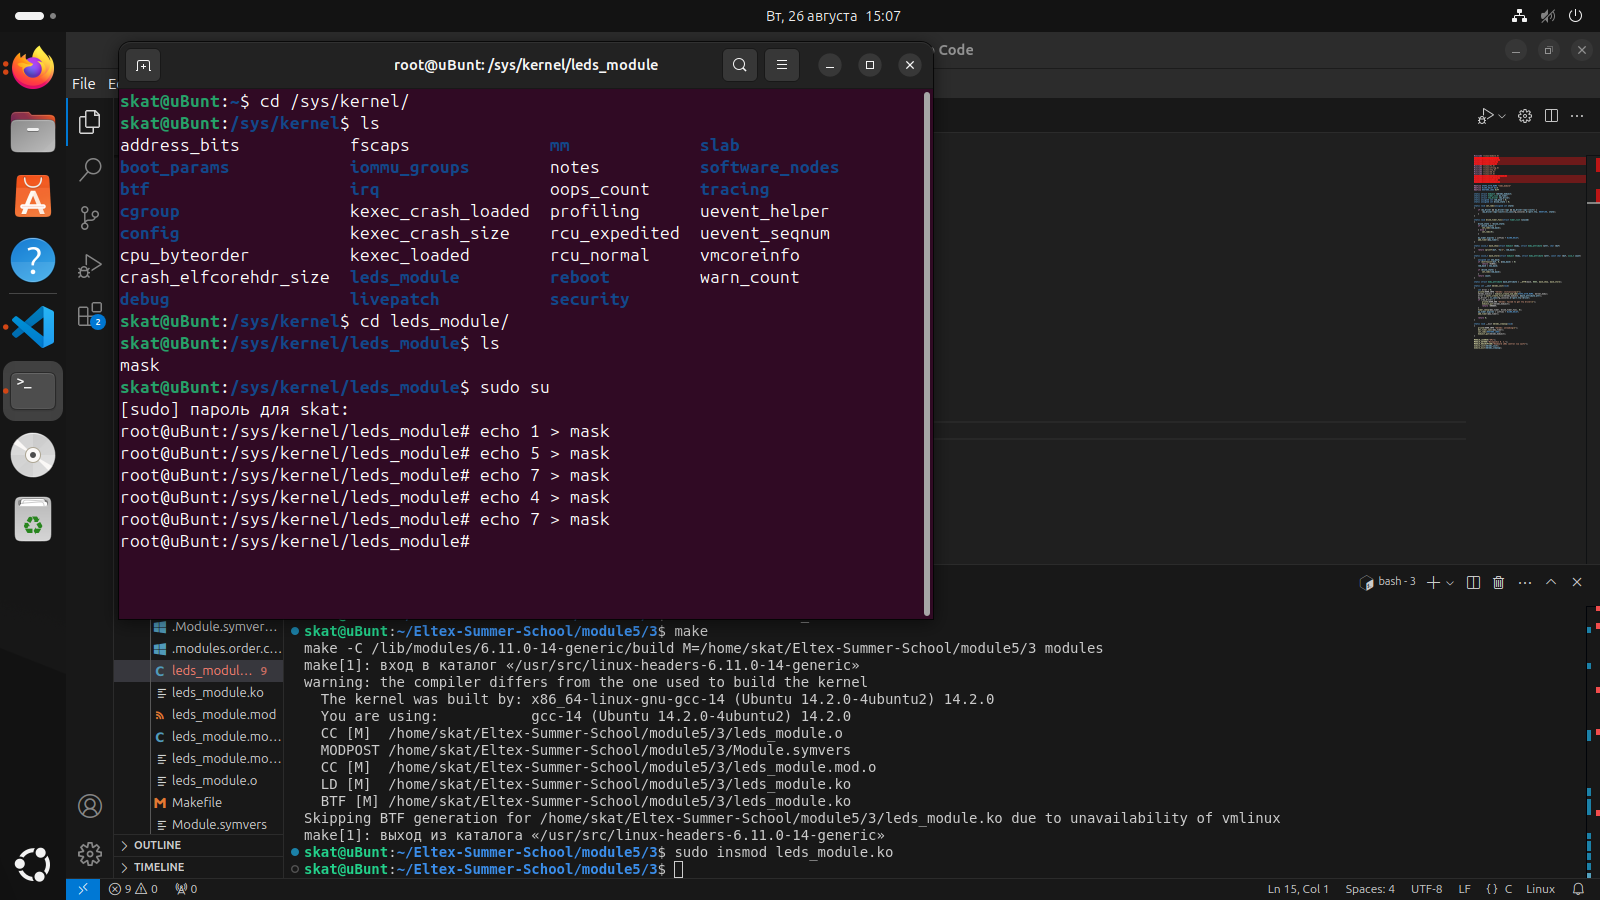 Вт, 26 августа 15:07
Code
File
root@uBunt: /sys/kernel/leds_module
skat@uBunt:~$ cd /sys/kernel/
skat@uBunt:/sys/kernel$ ls
address_bits fscaps mm slab
boot_params iommu_groups notes software_nodes
btf irq oops_count tracing
cgroup kexec_crash_loaded profiling uevent_helper
config kexec_crash_size rcu_expedited uevent_seqnum
cpu_byteorder kexec_loaded rcu_normal vmcoreinfo
crash_elfcorehdr_size leds_module reboot warn_count
debug livepatch security
skat@uBunt:/sys/kernel$ cd leds_module/
skat@uBunt:/sys/kernel/leds_module$ ls
mask
skat@uBunt:/sys/kernel/leds_module$ sudo su
[sudo] пароль для skat:
root@uBunt:/sys/kernel/leds_module# echo 1 > mask
root@uBunt:/sys/kernel/leds_module# echo 5 > mask
root@uBunt:/sys/kernel/leds_module# echo 7 > mask
root@uBunt:/sys/kernel/leds_module# echo 4 > mask
root@uBunt:/sys/kernel/leds_module# echo 7 > mask
root@uBunt:/sys/kernel/leds_module#
2
bash - 3
.Module.symver...
.modules.order.c...
leds_modul... 9
leds_module.ko
leds_module.mod
leds_module.mo...
leds_module.mo...
leds_module.o
Makefile
Module.symvers
OUTLINE
TIMELINE
skat@uBunt:~/Eltex-Summer-School/module5/3$ make
make -C /lib/modules/6.11.0-14-generic/build M=/home/skat/Eltex-Summer-School/module5/3 modules
make[1]: вход в каталог «/usr/src/linux-headers-6.11.0-14-generic»
warning: the compiler differs from the one used to build the kernel
The kernel was built by: x86_64-linux-gnu-gcc-14 (Ubuntu 14.2.0-4ubuntu2) 14.2.0
You are using: gcc-14 (Ubuntu 14.2.0-4ubuntu2) 14.2.0
CC [M] /home/skat/Eltex-Summer-School/module5/3/leds_module.o
MODPOST /home/skat/Eltex-Summer-School/module5/3/Module.symvers
CC [M] /home/skat/Eltex-Summer-School/module5/3/leds_module.mod.o
LD [M] /home/skat/Eltex-Summer-School/module5/3/leds_module.ko
BTF [M] /home/skat/Eltex-Summer-School/module5/3/leds_module.ko
Skipping BTF generation for /home/skat/Eltex-Summer-School/module5/3/leds_module.ko due to unavailability of vmlinux
make[1]: выход из каталога «/usr/src/linux-headers-6.11.0-14-generic»
skat@uBunt:~/Eltex-Summer-School/module5/3$ sudo insmod leds_module.ko
skat@uBunt:~/Eltex-Summer-School/module5/3$
9 0 0
Ln 15, Col 1 Spaces: 4 UTF-8 LF {} C Linux